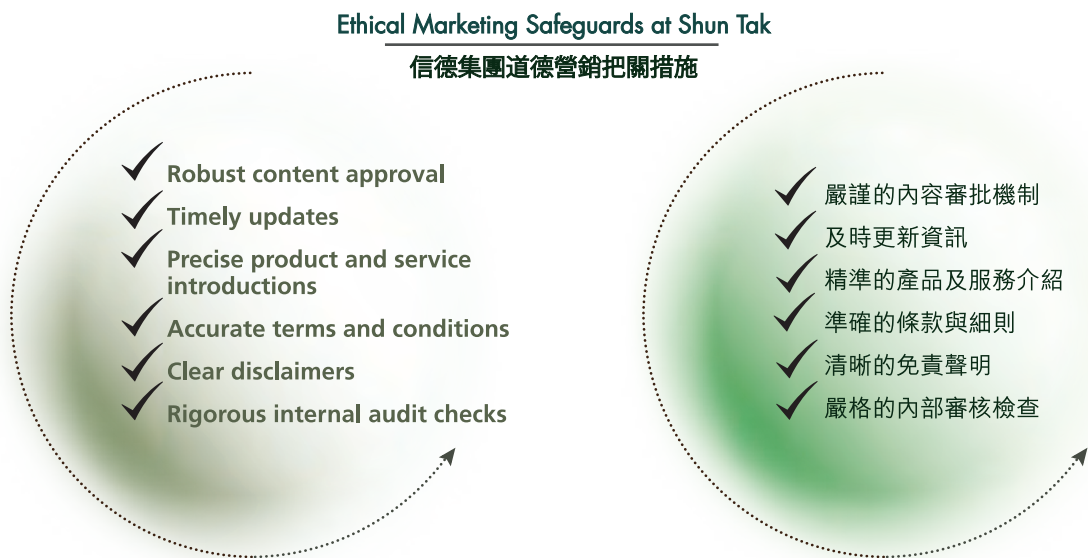 Ethical Marketing Safeguards at Shun Tak
信德集團道德營銷把關措施
Robust content approval
Timely updates
Precise product and service
introductions
Accurate terms and conditions
Clear disclaimers
Rigorous internal audit checks
嚴謹的內容審批機制
及時更新資訊
精準的產品及服務介紹
準確的條款與細則
清晰的免責聲明
嚴格的內部審核檢查